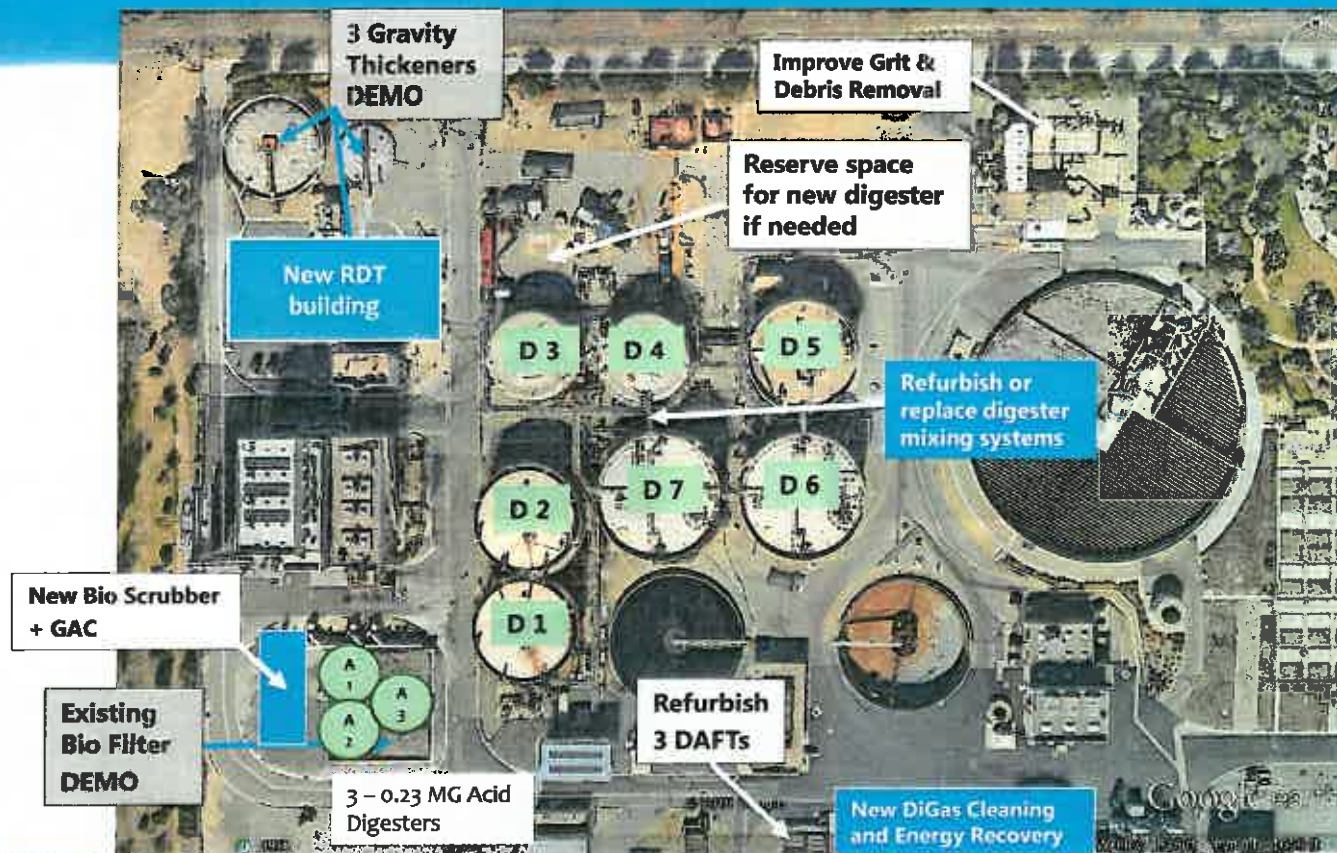 3 Gravity
Thickeners
DEMO
Improve Grit &
Debris Removal
Reserve space
for new digester
if needed
New RDT
building
D 3
D 4
D 5
Refurbish or
replace digester
mixing systems
D 2
D 7
D 6
New Bio Scrubber
+ GAC
D 1
A
1
A
3
A
2
Existing
Bio Filter
DEMO
Refurbish
3 DAFTs
3 – 0.23 MG Acid
Digesters
New DiGas Cleaning
and Energy Recovery
Google earth